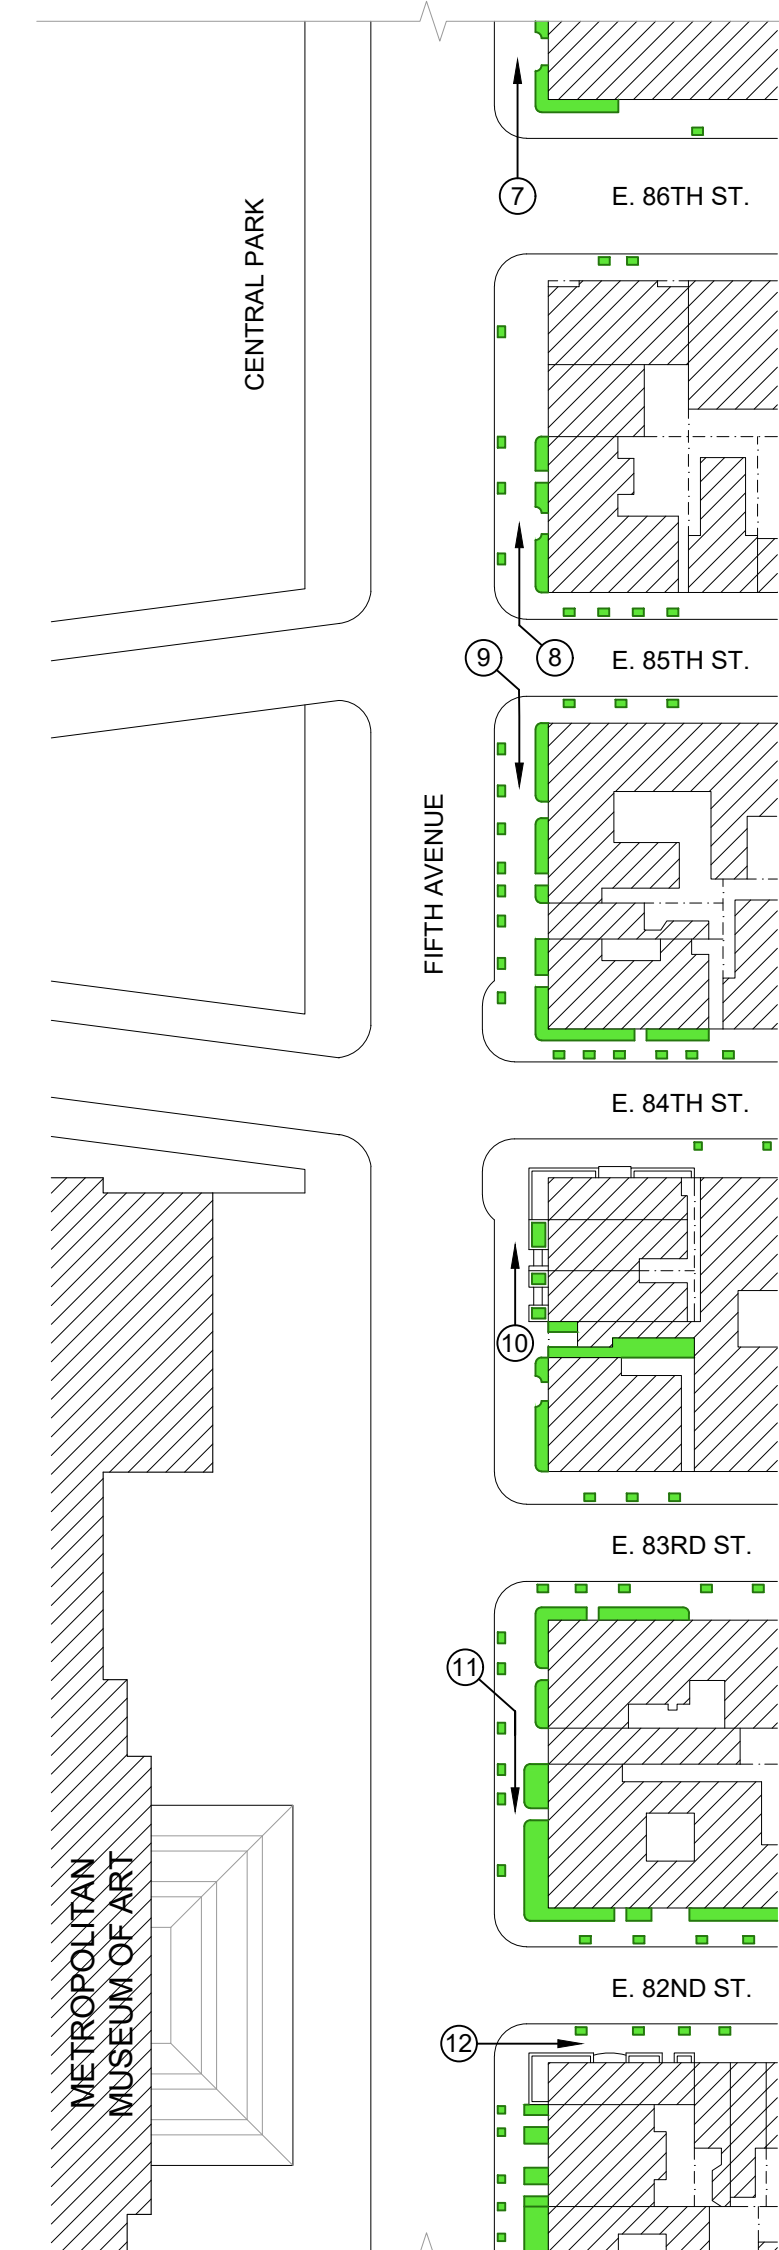 7
E. 86TH ST.
CENTRAL PARK
9
8
E. 85TH ST.
FIFTH AVENUE
E. 84TH ST.
10
E. 83RD ST.
11
METROPOLITAN
MUSEUM OF ART
E. 82ND ST.
12